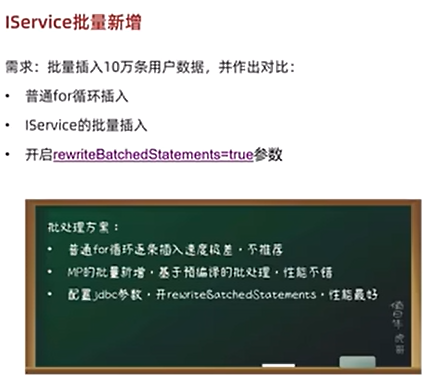 IService批量新增
需求：批量插入10万条用户数据，并作出对比：
• 普通for循环插入
• IService的批量插入
• 开启rewriteBatchedStatements=true参数
批处理方案：
• 普通for循环逐条插入速度极差，不推荐
• MP的批量新增，基于预编译的批处理，性能不错
• 配置jdbc参数，开rewriteBatchedStatements，性能最好
虎哥